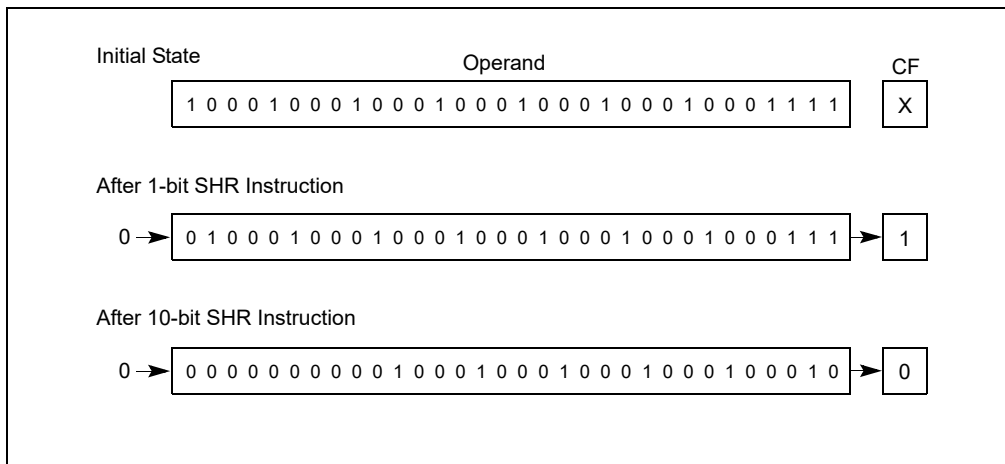 Initial State
Operand
CF
1 0 0 0 1 0 0 0 1 0 0 0 1 0 0 0 1 0 0 0 1 0 0 0 1 0 0 0 1 1 1 1 X
After 1-bit SHR Instruction
0 0 1 0 0 0 1 0 0 0 1 0 0 0 1 0 0 0 1 0 0 0 1 0 0 0 1 0 0 0 1 1 1 1
After 10-bit SHR Instruction
0 0 0 0 0 0 0 0 0 0 0 1 0 0 0 1 0 0 0 1 0 0 0 1 0 0 0 1 0 0 0 1 0 0